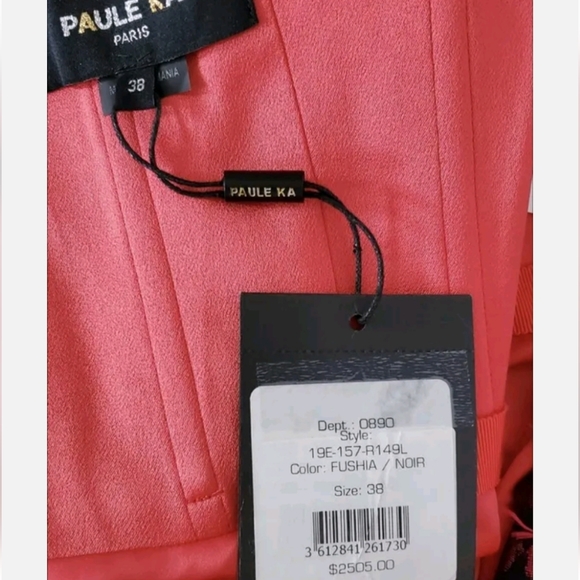 PAULE KA
PARIS
38
PAULE KA
Dept.: 0890
Style:
19E-157-R149L
Color: FUSHIA / NOIR
Size: 38
3 612841 261730
$2505.00